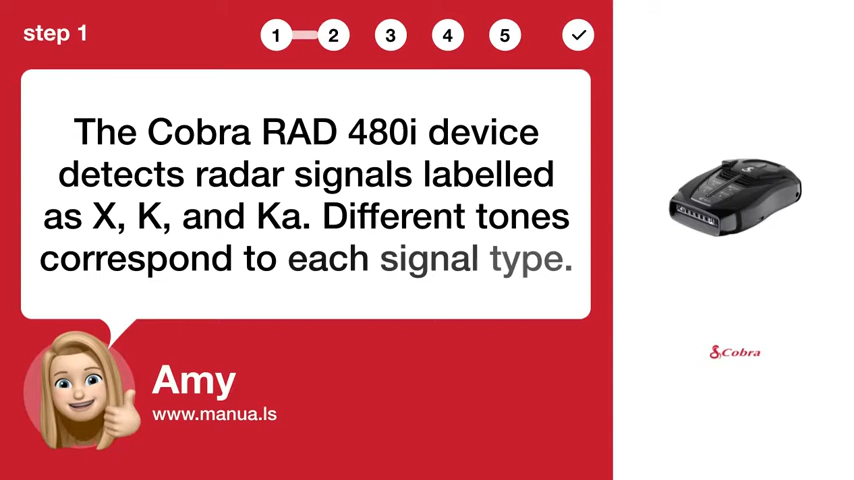 step 1
1 2 3 4 5
The Cobra RAD 480i device
detects radar signals labelled
as X, K, and Ka. Different tones
correspond to each signal type.
Amy
www.manua.ls
Cobra